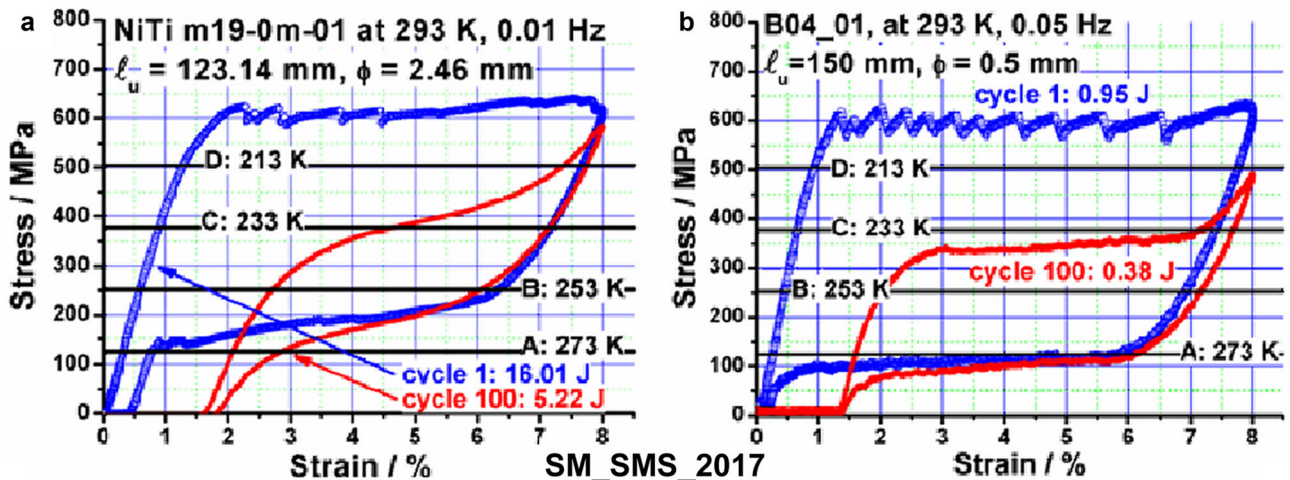 a
NiTi m19-0m-01 at 293 K, 0.01 Hz
ℓu = 123.14 mm, ϕ = 2.46 mm
D: 213 K
C: 233 K
B: 253 K
A: 273 K
cycle 1: 16.01 J
cycle 100: 5.22 J
800
700
600
500
400
300
200
100
0
Stress / MPa
0 1 2 3 4 5 6 7 8
Strain / %
b
B04_01, at 293 K, 0.05 Hz
ℓu=150 mm, ϕ = 0.5 mm
cycle 1: 0.95 J
D: 213 K
C: 233 K
cycle 100: 0.38 J
B: 253 K
A: 273 K
800
700
600
500
400
300
200
100
0
Stress / MPa
0 1 2 3 4 5 6 7 8
Strain / %
SM_SMS_2017